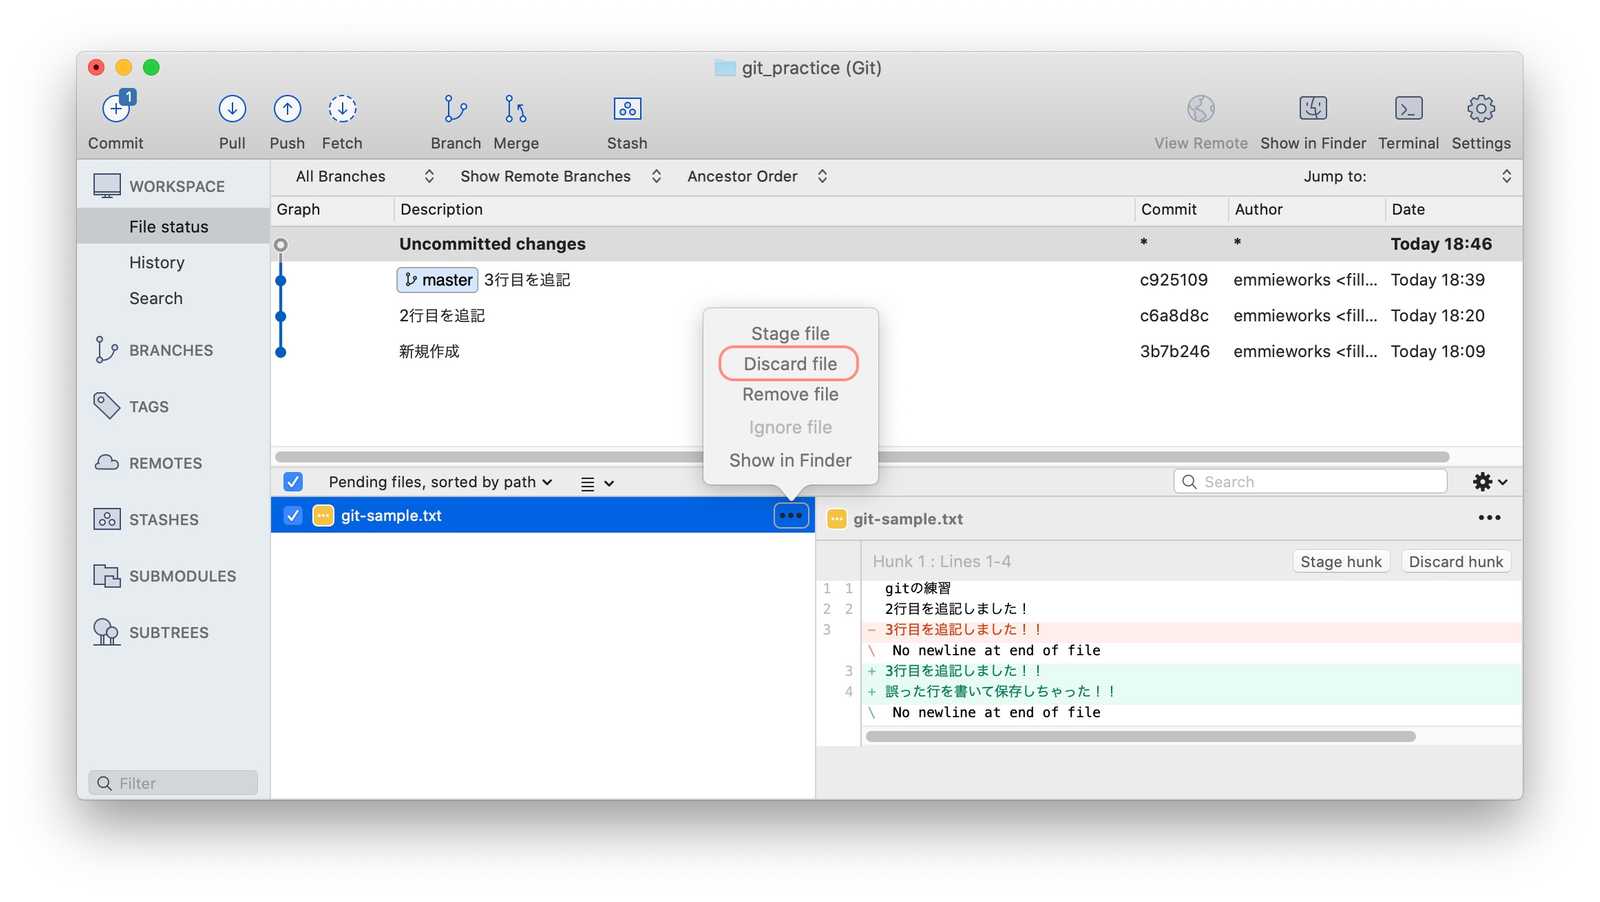 git_practice (Git)
1
Commit Pull Push Fetch Branch Merge Stash View Remote Show in Finder Terminal Settings
WORKSPACE
File status
History
Search
BRANCHES
TAGS
REMOTES
STASHES
SUBMODULES
SUBTREES
Filter
All Branches Show Remote Branches Ancestor Order Jump to:
Graph Description Commit Author Date
Uncommitted changes * * Today 18:46
master 3行目を追記 c925109 emmieworks <fill... Today 18:39
2行目を追記 c6a8d8c emmieworks <fill... Today 18:20
新規作成 3b7b246 emmieworks <fill... Today 18:09
Stage file
Discard file
Remove file
Ignore file
Show in Finder
Pending files, sorted by path Search
git-sample.txt
git-sample.txt
Hunk 1 : Lines 1-4 Stage hunk Discard hunk
1 1 gitの練習
2 2 2行目を追記しました！
3 - 3行目を追記しました！！
\ No newline at end of file
3 + 3行目を追記しました！！
4 + 誤った行を書いて保存しちゃった！！
\ No newline at end of file